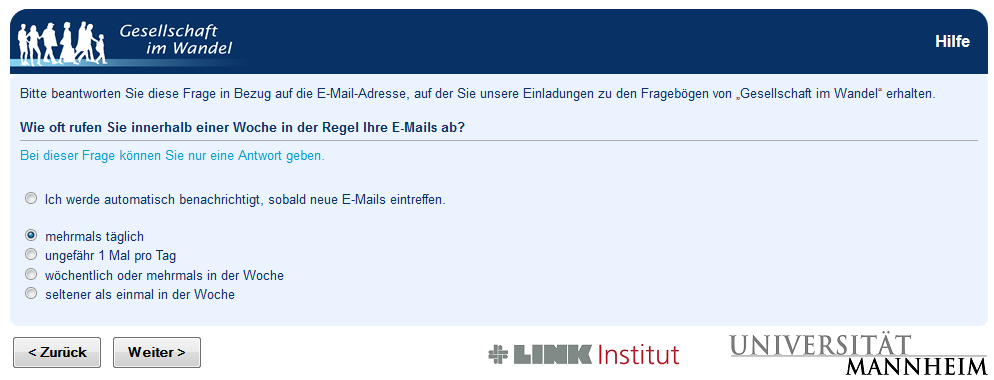 Gesellschaft
im Wandel
Hilfe
Bitte beantworten Sie diese Frage in Bezug auf die E-Mail-Adresse, auf der Sie unsere Einladungen zu den Fragebögen von „Gesellschaft im Wandel“ erhalten.
Wie oft rufen Sie innerhalb einer Woche in der Regel Ihre E-Mails ab?
Bei dieser Frage können Sie nur eine Antwort geben.
Ich werde automatisch benachrichtigt, sobald neue E-Mails eintreffen.
mehrmals täglich
ungefähr 1 Mal pro Tag
wöchentlich oder mehrmals in der Woche
seltener als einmal in der Woche
< Zurück
Weiter >
LINK Institut
UNIVERSITÄT
MANNHEIM